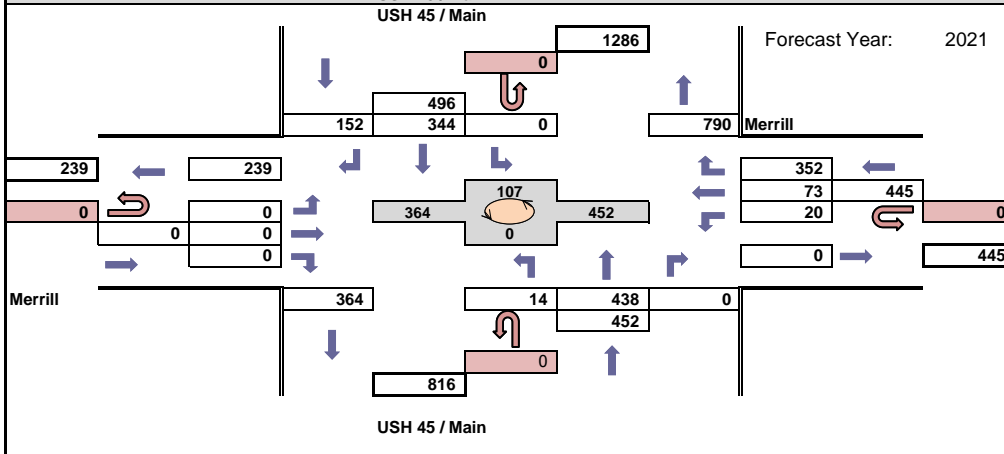 USH 45 / Main
1286 Forecast Year: 2021
0
496
152 344 0 790 Merrill
239 239 352
107
0 0 364 452 73 445 0
0 0 0 20
0 0 445
Merrill 364 14 438 0
452
0
816
USH 45 / Main